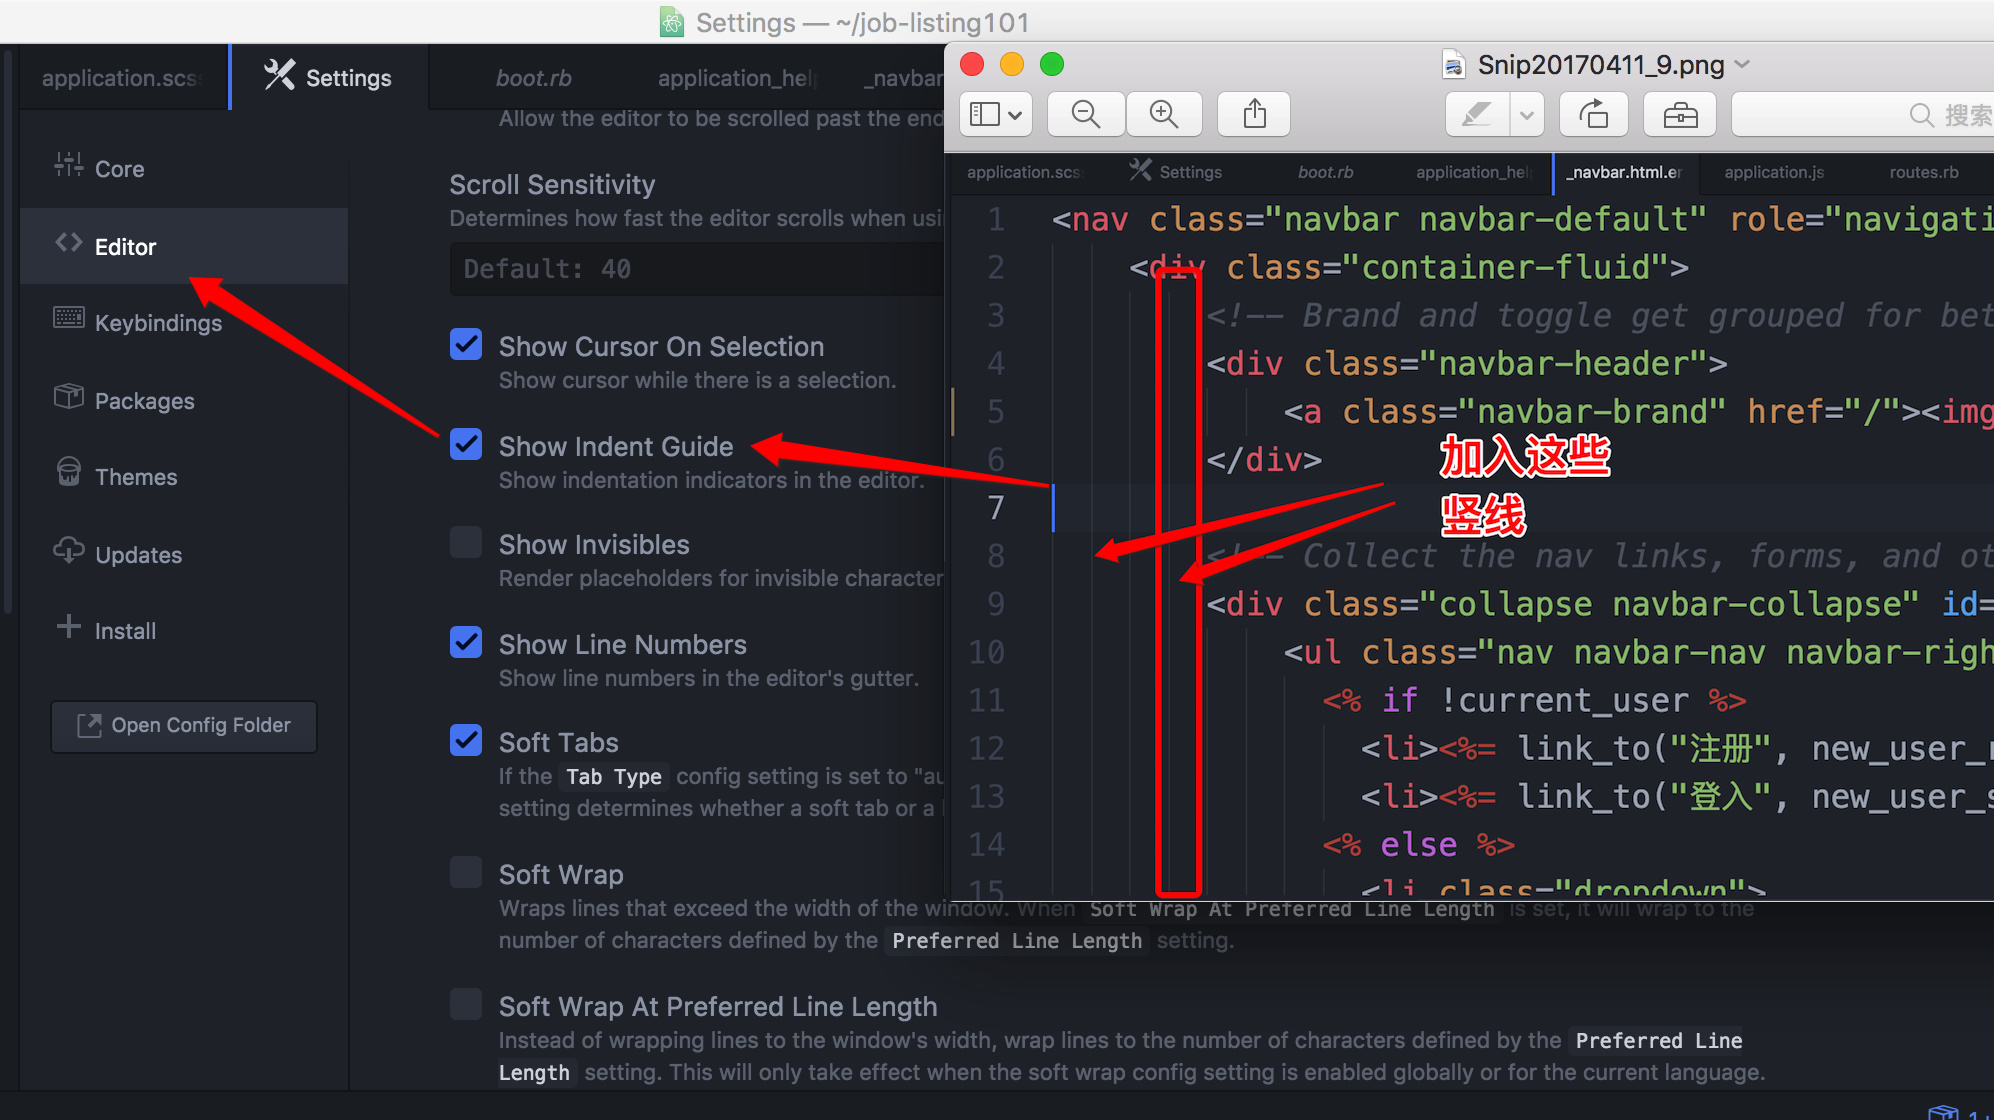 Settings — ~/job-listing101
application.scs
Settings
boot.rb
application_help
_navbar
Core
Editor
Keybindings
Packages
Themes
Updates
Install
Open Config Folder
Allow the editor to be scrolled past the end
Scroll Sensitivity
Determines how fast the editor scrolls when usi
Default: 40
Show Cursor On Selection
Show cursor while there is a selection.
Show Indent Guide
Show indentation indicators in the editor.
Show Invisibles
Render placeholders for invisible character
Show Line Numbers
Show line numbers in the editor's gutter.
Soft Tabs
If the Tab Type config setting is set to "au
setting determines whether a soft tab or a
Soft Wrap
Wraps lines that exceed the width of the window. When Soft Wrap At Preferred Line Length is set, it will wrap to the
number of characters defined by the Preferred Line Length setting.
Soft Wrap At Preferred Line Length
Instead of wrapping lines to the window's width, wrap lines to the number of characters defined by the Preferred Line
Length setting. This will only take effect when the soft wrap config setting is enabled globally or for the current language.
Snip20170411_9.png
搜索
application.scs
Settings
boot.rb
application_hel
_navbar.html.er
application.js
routes.rb
1 <nav class="navbar navbar-default" role="navigati
2 <div class="container-fluid">
3 <!-- Brand and toggle get grouped for bet
4 <div class="navbar-header">
5 <a class="navbar-brand" href="/"><img
6 </div>
7
8 <!-- Collect the nav links, forms, and ot
9 <div class="collapse navbar-collapse" id=
10 <ul class="nav navbar-nav navbar-righ
11 <% if !current_user %>
12 <li><%= link_to("注册", new_user_r
13 <li><%= link_to("登入", new_user_s
14 <% else %>
15 <li class="dropdown">
加入这些
竖线